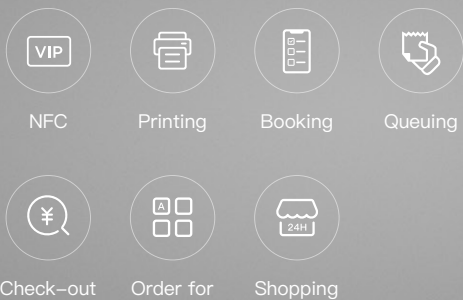 VIP
NFC
Printing
Booking
Queuing
¥
Check-out
A
Order for
24H
Shopping